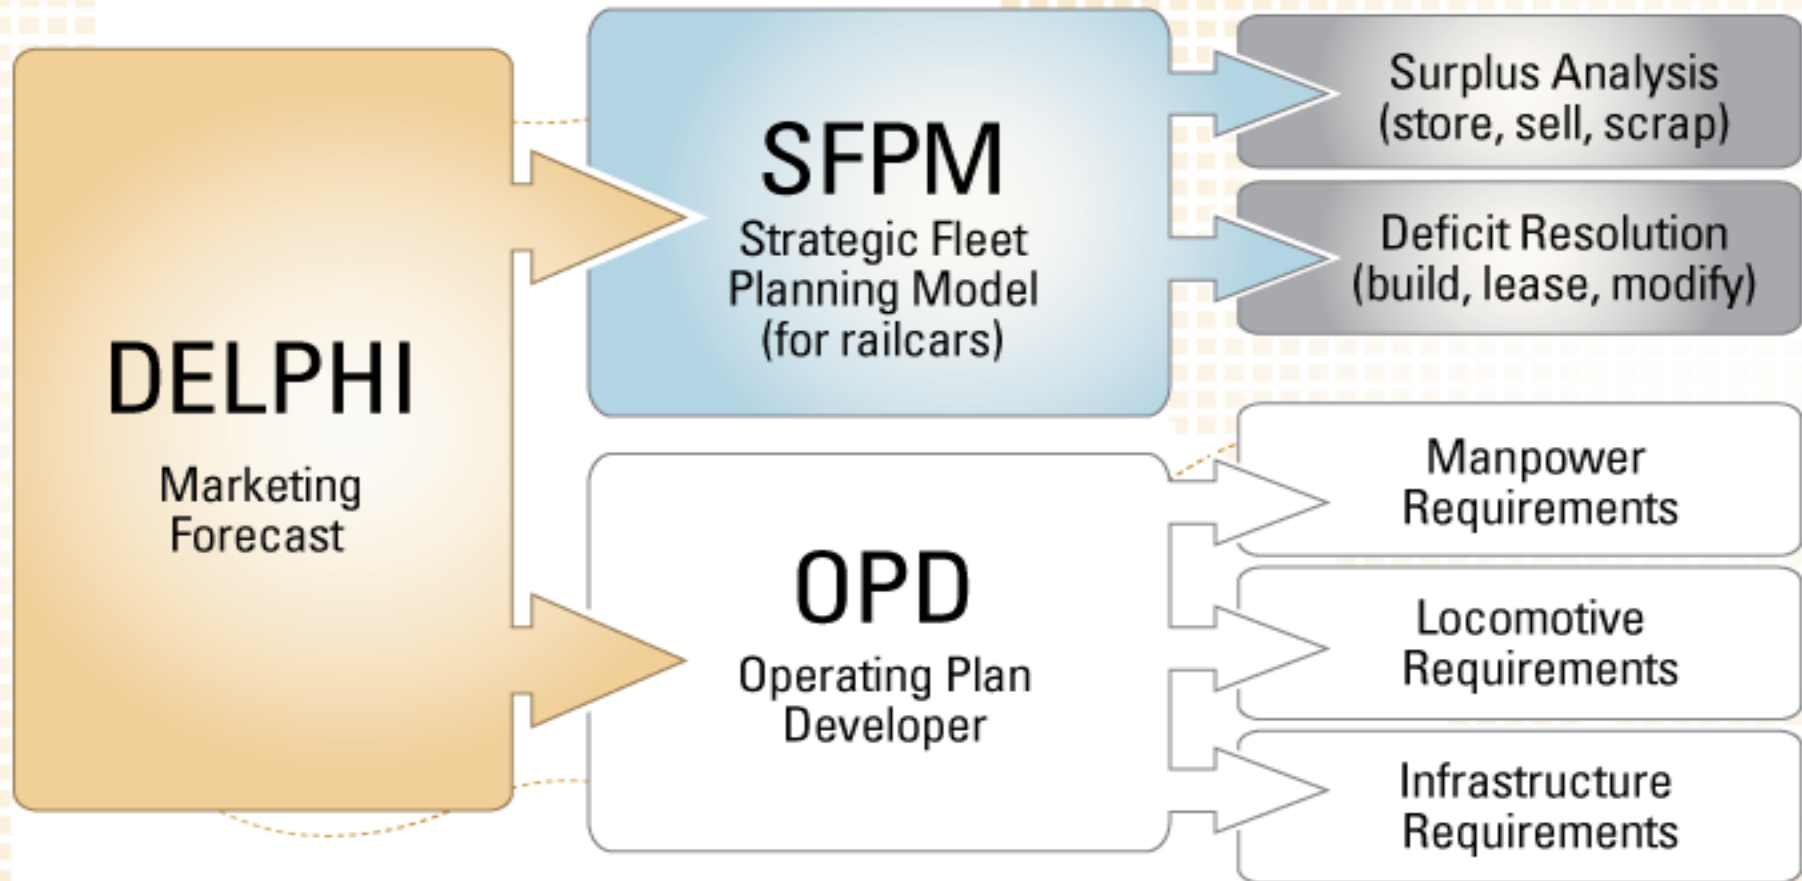 DELPHI
Marketing
Forecast
SFPM
Strategic Fleet
Planning Model
(for railcars)
Surplus Analysis
(store, sell, scrap)
Deficit Resolution
(build, lease, modify)
OPD
Operating Plan
Developer
Manpower
Requirements
Locomotive
Requirements
Infrastructure
Requirements